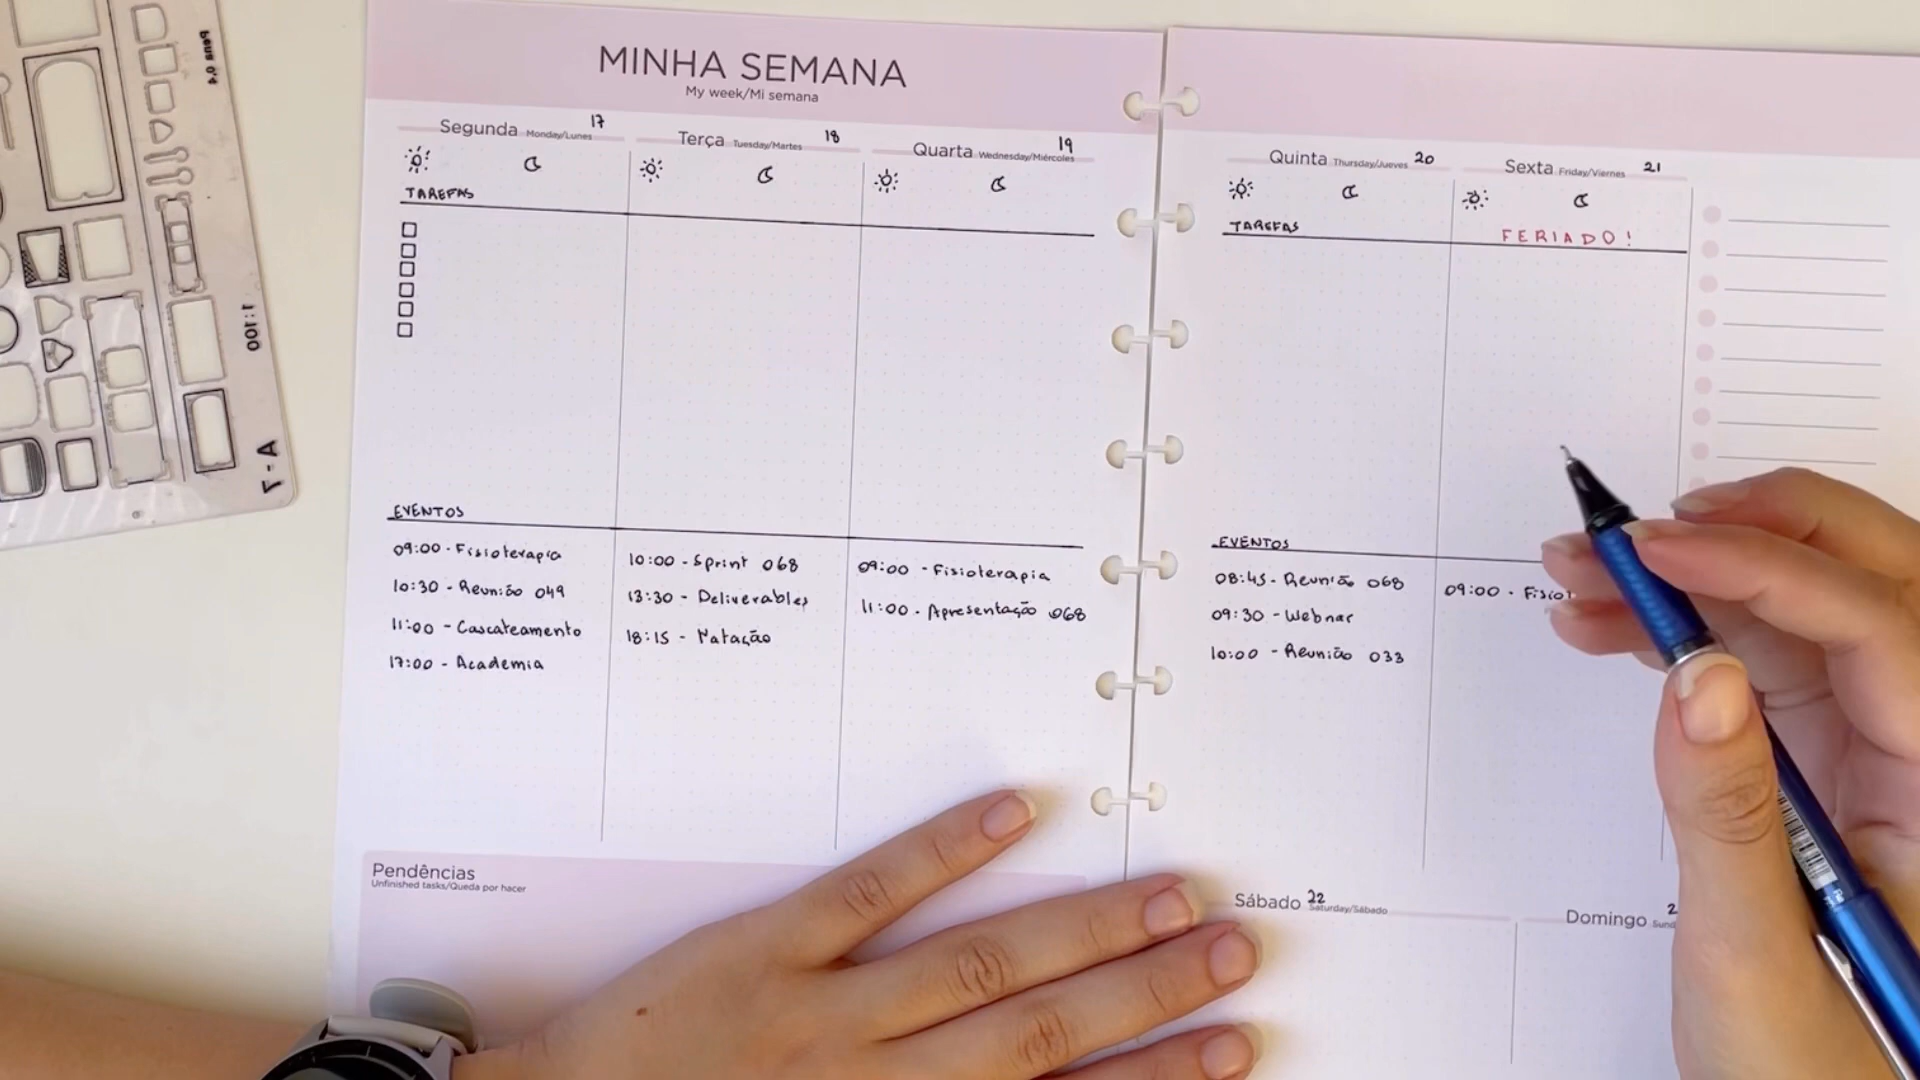 MINHA SEMANA
My week/Mi semana
Segunda Monday/Lunes 17
Terça Tuesday/Martes 18
Quarta Wednesday/Miércoles 19
TAREFAS
EVENTOS
09:00 - Fisioterapia
10:30 - Reunião 049
11:00 - Cascateamento
17:00 - Academia
10:00 - Sprint 068
13:30 - Deliverables
18:15 - Natação
09:00 - Fisioterapia
11:00 - Apresentação 068
Pendências
Unfinished tasks/Queda por hacer
Quinta Thursday/Jueves 20
Sexta Friday/Viernes 21
TAREFAS
FERIADO!
EVENTOS
08:45 - Reunião 068
09:30 - Webnar
10:00 - Reunião 033
09:00 - Fisiot
Sábado Saturday/Sábado 22
Domingo
Pens 0.4
1:100
T-A